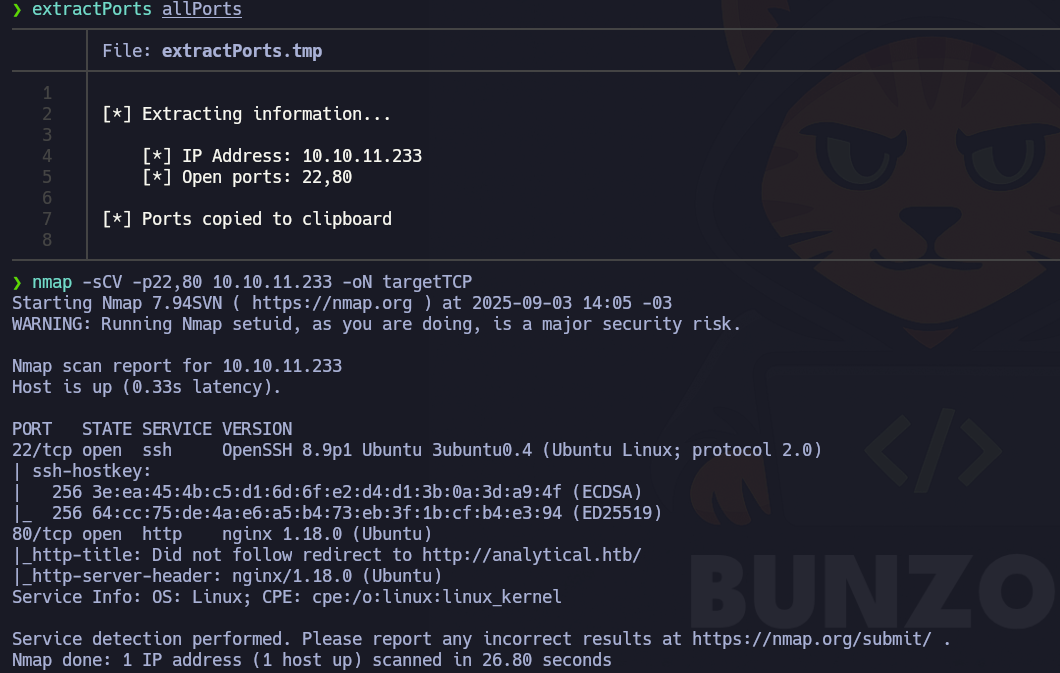 ❯ extractPorts allPorts
File: extractPorts.tmp
1
2 [*] Extracting information...
3
4 [*] IP Address: 10.10.11.233
5 [*] Open ports: 22,80
6
7 [*] Ports copied to clipboard
8
❯ nmap -sCV -p22,80 10.10.11.233 -oN targetTCP
Starting Nmap 7.94SVN ( https://nmap.org ) at 2025-09-03 14:05 -03
WARNING: Running Nmap setuid, as you are doing, is a major security risk.
Nmap scan report for 10.10.11.233
Host is up (0.33s latency).
PORT   STATE SERVICE VERSION
22/tcp open  ssh     OpenSSH 8.9p1 Ubuntu 3ubuntu0.4 (Ubuntu Linux; protocol 2.0)
| ssh-hostkey:
|   256 3e:ea:45:4b:c5:d1:6d:6f:e2:d4:d1:3b:0a:3d:a9:4f (ECDSA)
|_  256 64:cc:75:de:4a:e6:a5:b4:73:eb:3f:1b:cf:b4:e3:94 (ED25519)
80/tcp open  http    nginx 1.18.0 (Ubuntu)
|_http-title: Did not follow redirect to http://analytical.htb/
|_http-server-header: nginx/1.18.0 (Ubuntu)
Service Info: OS: Linux; CPE: cpe:/o:linux:linux_kernel
Service detection performed. Please report any incorrect results at https://nmap.org/submit/ .
Nmap done: 1 IP address (1 host up) scanned in 26.80 seconds
</>
BUNZO